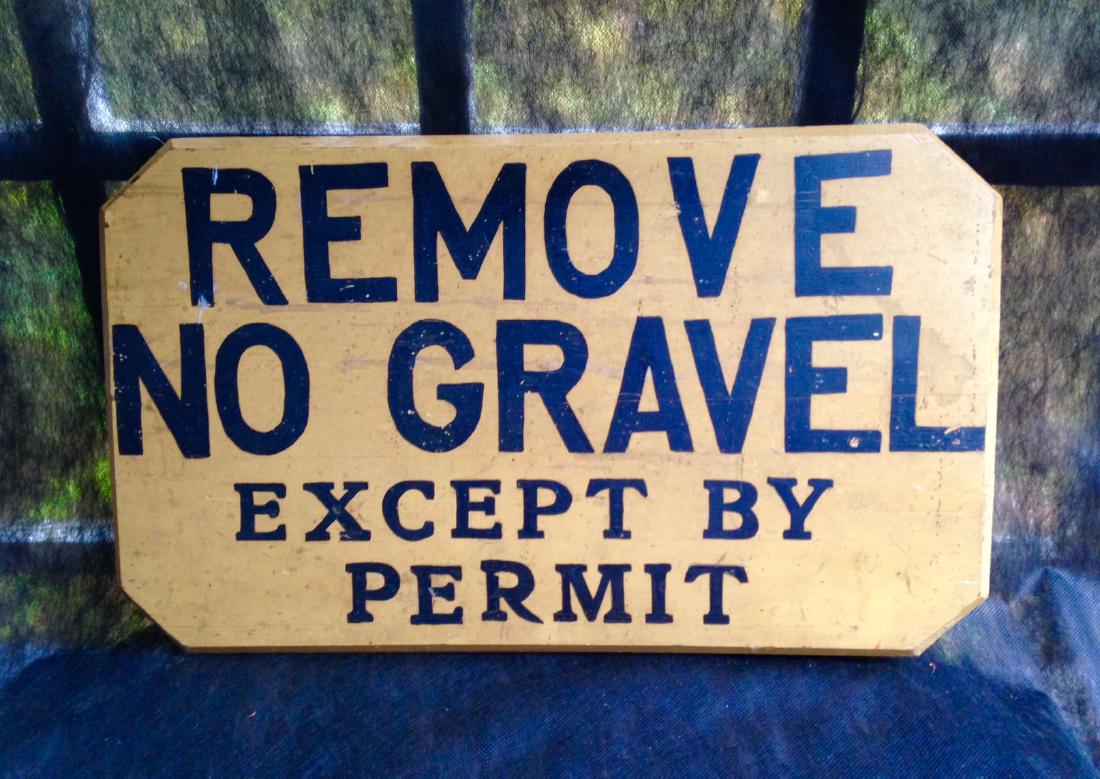 REMOVE
NO GRAVEL
EXCEPT BY
PERMIT